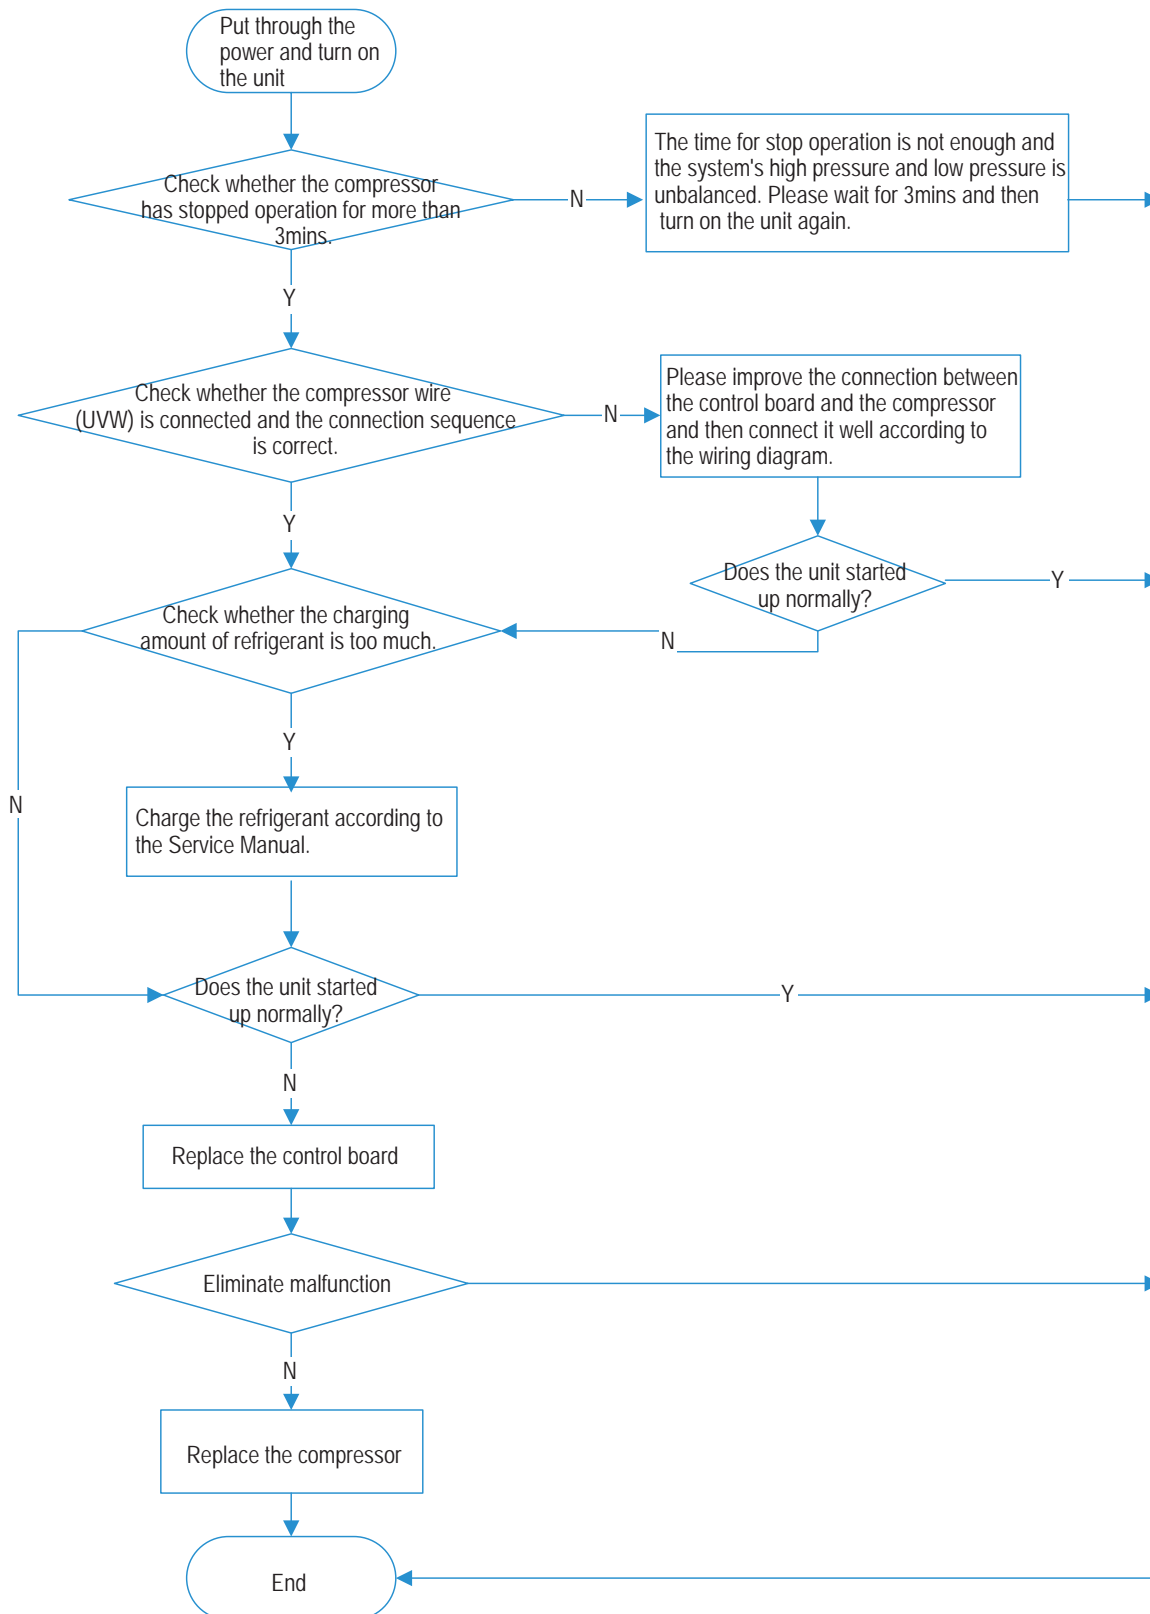 Put through the
power and turn on
the unit
Check whether the compressor
has stopped operation for more than
3mins.
N
The time for stop operation is not enough and
the system's high pressure and low pressure is
unbalanced. Please wait for 3mins and then
turn on the unit again.
Y
Check whether the compressor wire
(UVW) is connected and the connection sequence
is correct.
N
Please improve the connection between
the control board and the compressor
and then connect it well according to
the wiring diagram.
Y
Does the unit started
up normally?
Y
Check whether the charging
amount of refrigerant is too much.
N
Y
N
Charge the refrigerant according to
the Service Manual.
Does the unit started
up normally?
Y
N
Replace the control board
Eliminate malfunction
N
Replace the compressor
End